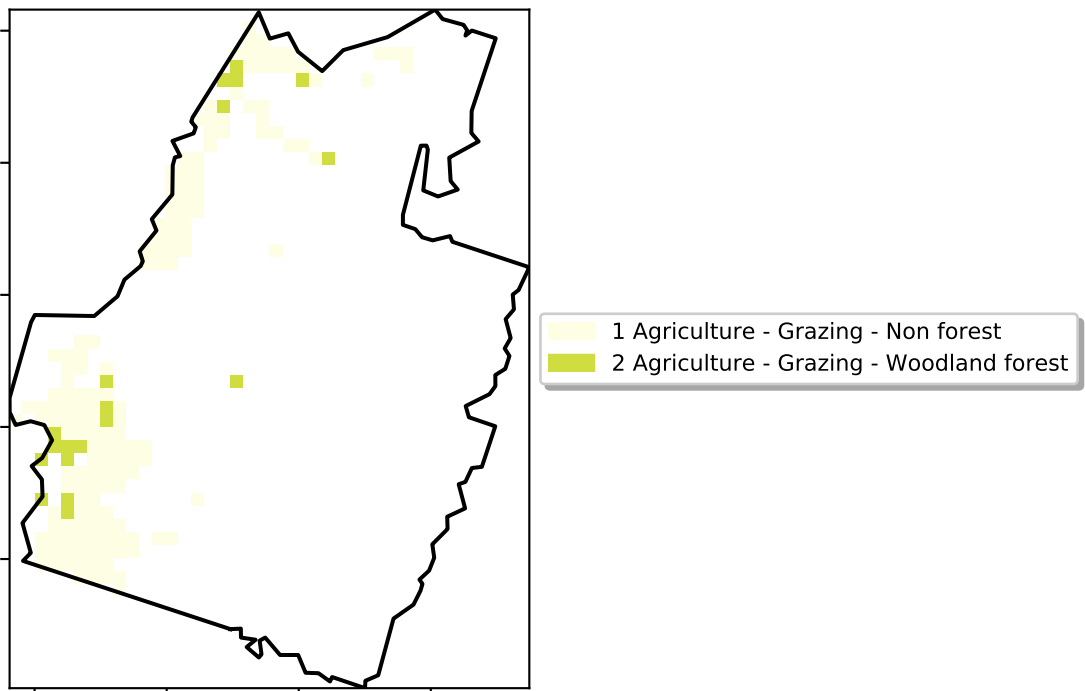 1 Agriculture - Grazing - Non forest
2 Agriculture - Grazing - Woodland forest